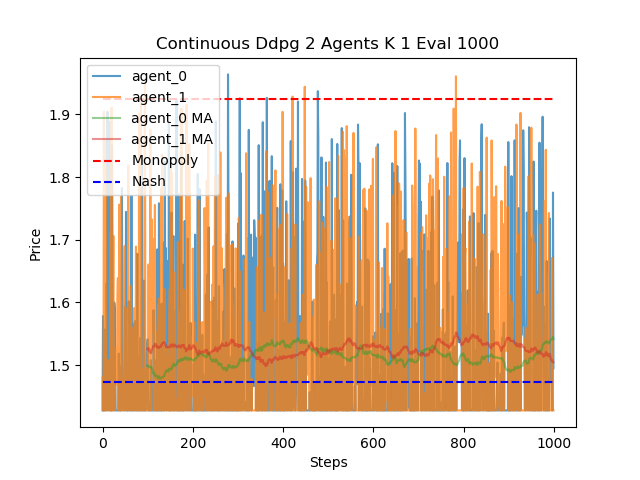 Continuous Ddpg 2 Agents K 1 Eval 1000
agent_0
agent_1
agent_0 MA
agent_1 MA
Monopoly
Nash
Price
1.9
1.8
1.7
1.6
1.5
0 200 400 600 800 1000
Steps